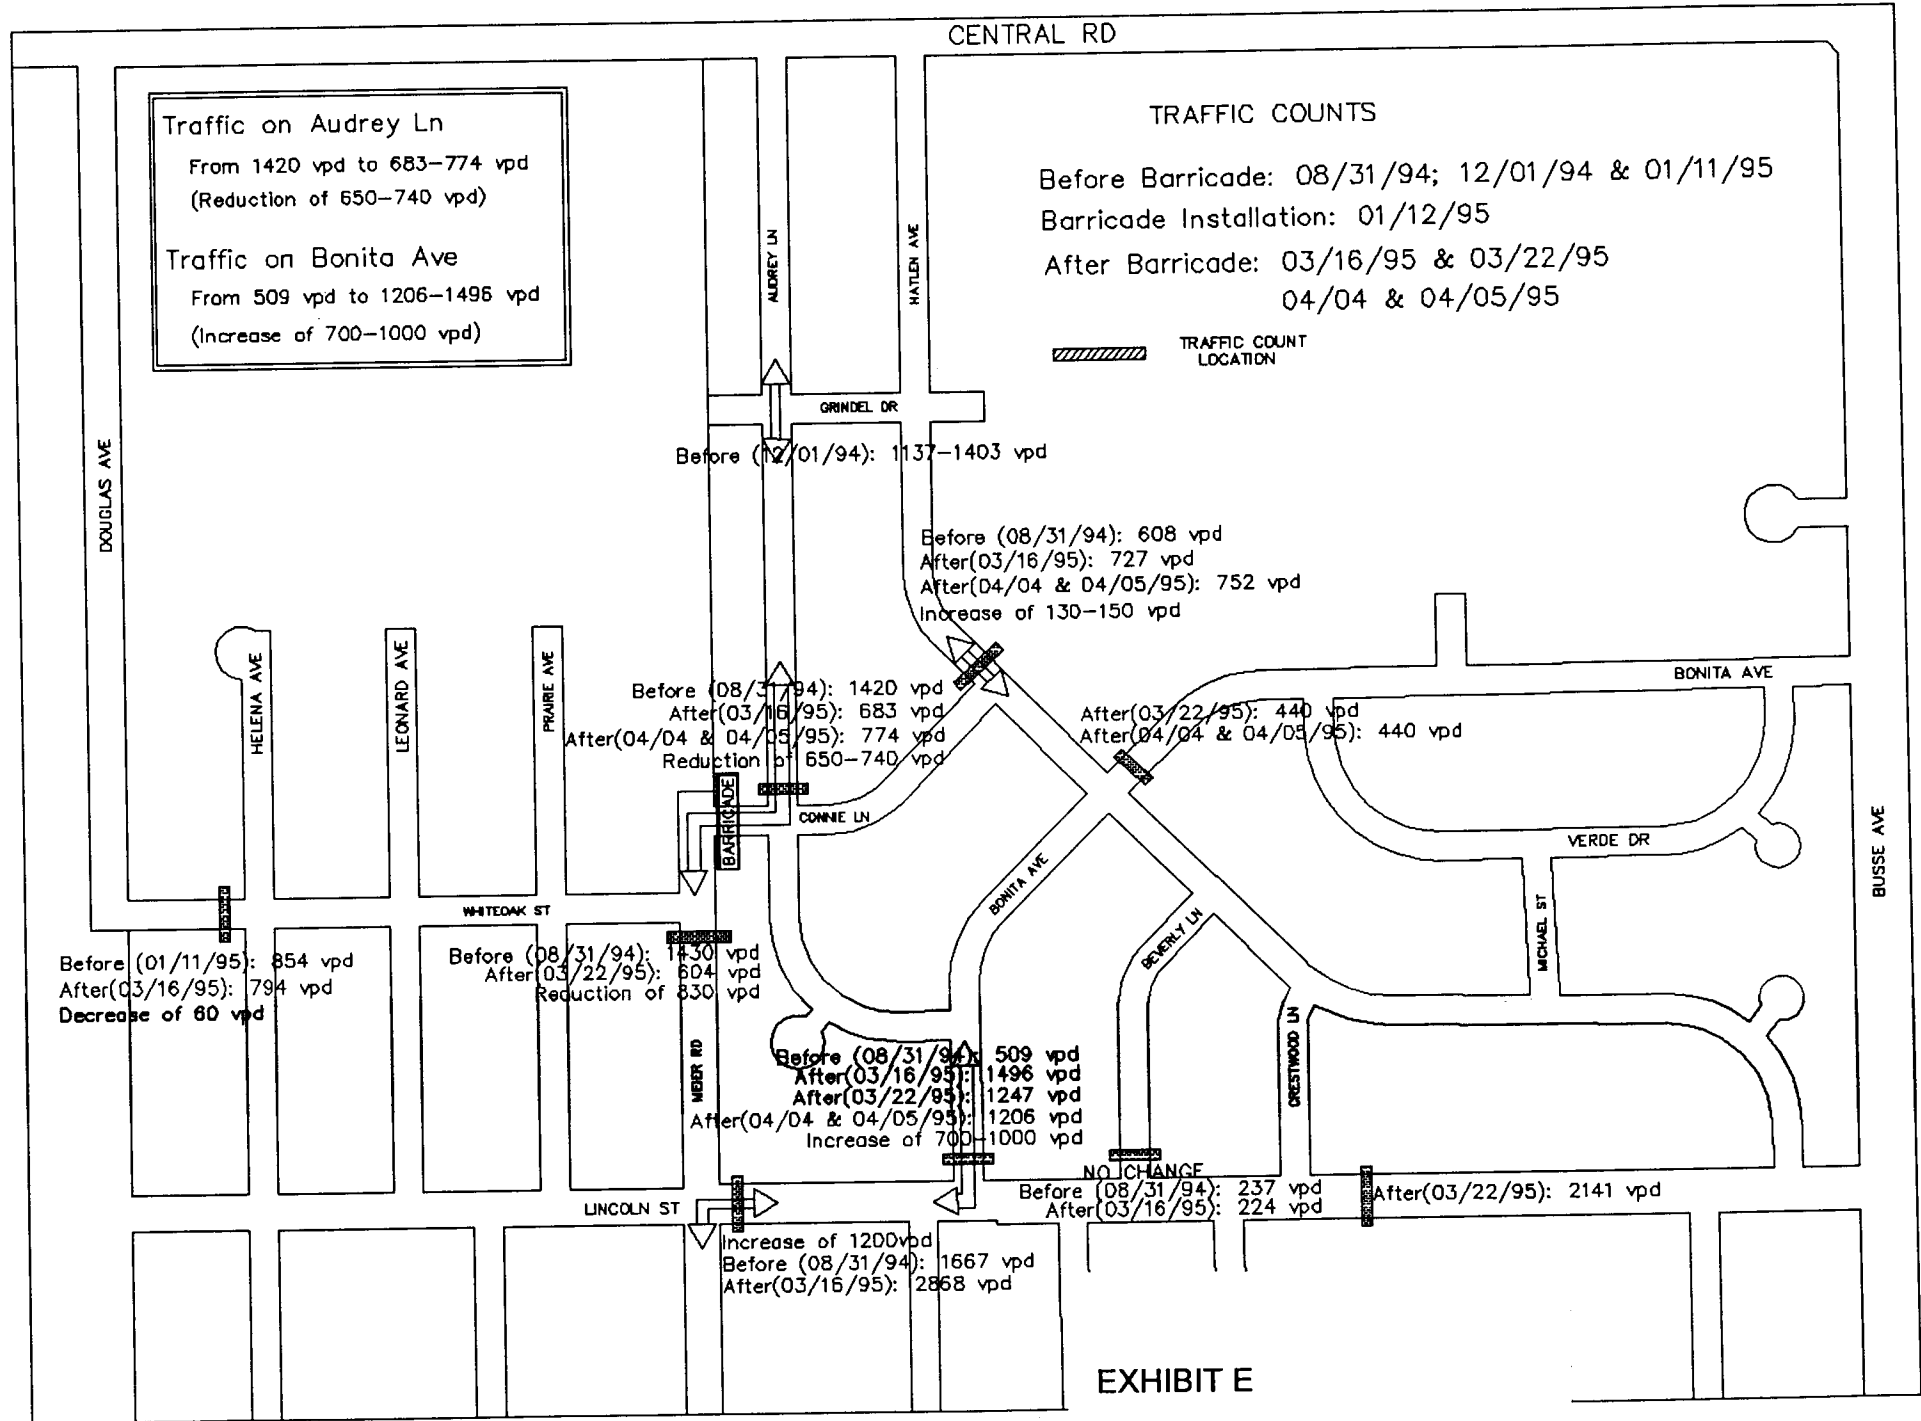 CENTRAL RD
Traffic on Audrey Ln
From 1420 vpd to 683-774 vpd
(Reduction of 650-740 vpd)
Traffic on Bonita Ave
From 509 vpd to 1206-1496 vpd
(Increase of 700-1000 vpd)
TRAFFIC COUNTS
Before Barricade: 08/31/94; 12/01/94 & 01/11/95
Barricade Installation: 01/12/95
After Barricade: 03/16/95 & 03/22/95
04/04 & 04/05/95
TRAFFIC COUNT
LOCATION
AUDREY LN
HATLEN AVE
GRINDEL DR
DOUGLAS AVE
Before (12/01/94): 1137-1403 vpd
Before (08/31/94): 608 vpd
After(03/16/95): 727 vpd
After(04/04 & 04/05/95): 752 vpd
Increase of 130-150 vpd
HELENA AVE
LEONARD AVE
PRAIRIE AVE
Before (08/31/94): 1420 vpd
After(03/16/95): 683 vpd
After(04/04 & 04/05/95): 774 vpd
Reduction of 650-740 vpd
BONITA AVE
After(03/22/95): 440 vpd
After(04/04 & 04/05/95): 440 vpd
BARRICADE
CONNIE LN
VERDE DR
BUSSE AVE
WHITEOAK ST
BONITA AVE
BEVERLY LN
MICHAEL ST
Before (01/11/95): 854 vpd
After(03/16/95): 794 vpd
Decrease of 60 vpd
Before (08/31/94): 1430 vpd
After(03/22/95): 604 vpd
Reduction of 830 vpd
MEIER RD
CRESTWOOD LN
Before (08/31/94): 509 vpd
After(03/16/95): 1496 vpd
After(03/22/95): 1247 vpd
After(04/04 & 04/05/95): 1206 vpd
Increase of 700-1000 vpd
NO CHANGE
Before (08/31/94): 237 vpd
After(03/16/95): 224 vpd
After(03/22/95): 2141 vpd
LINCOLN ST
Increase of 1200vpd
Before (08/31/94): 1667 vpd
After(03/16/95): 2868 vpd
EXHIBIT E